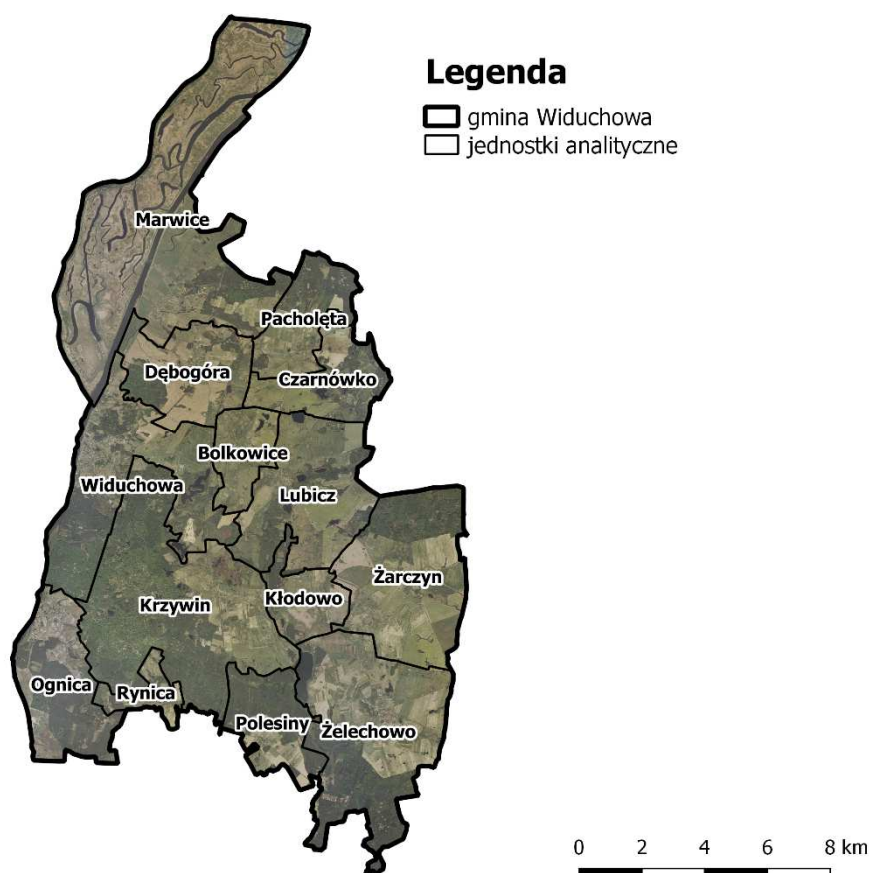 Legenda
gmina Widuchowa
jednostki analityczne
Marwice
Pacholęta
Dębogóra
Czarnówko
Bolkowice
Widuchowa
Lubicz
Żarczyn
Krzywin
Kłodowo
Ognica
Rynica
Polesiny
Żelechowo
0 2 4 6 8 km